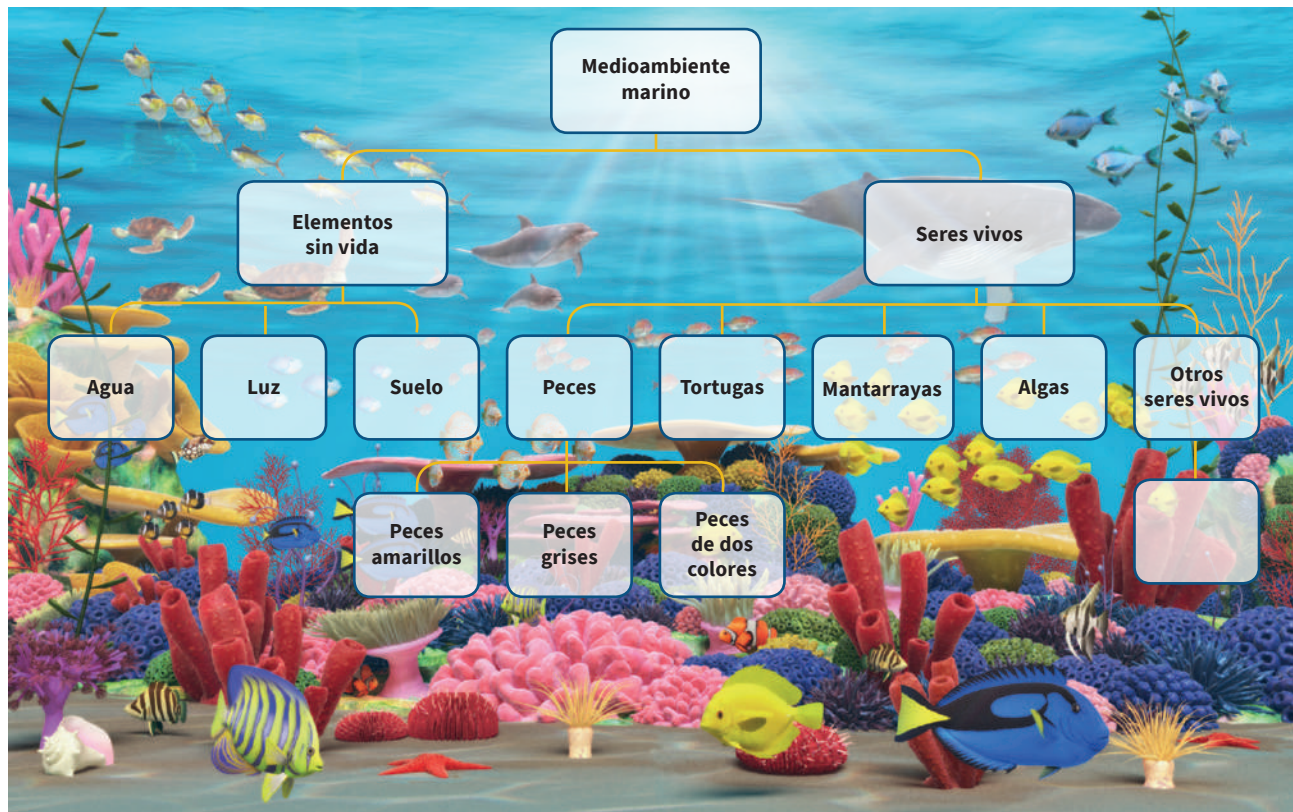 Medioambiente
marino
Elementos
sin vida
Seres vivos
Agua
Luz
Suelo
Peces
Tortugas
Mantarrayas
Algas
Otros
seres vivos
Peces
amarillos
Peces
grises
Peces
de dos
colores